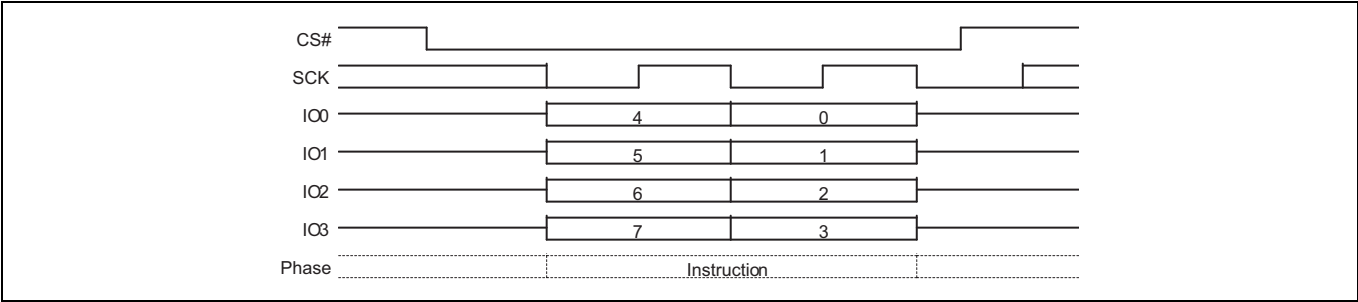 CS#
SCK
IO0 4 0
IO1 5 1
IO2 6 2
IO3 7 3
Phase Instruction